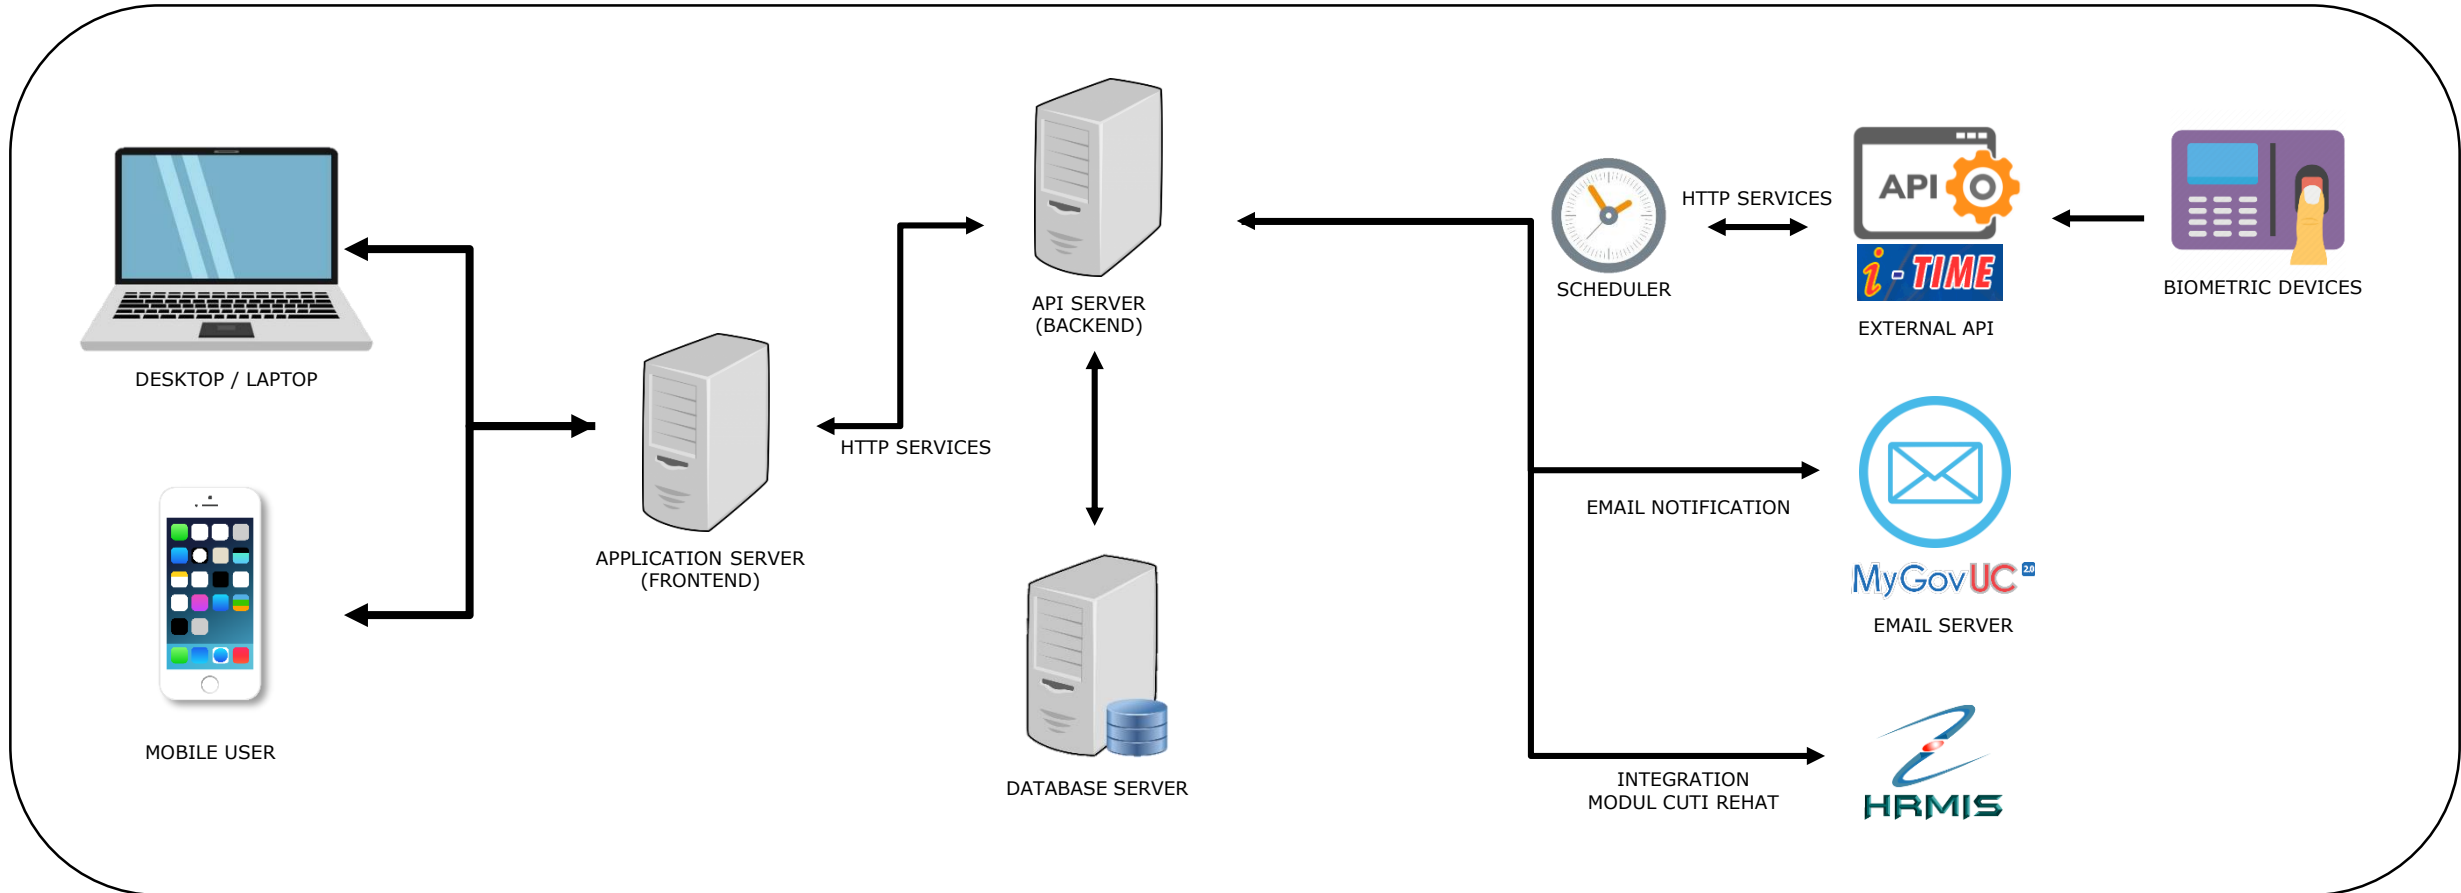 DESKTOP / LAPTOP
MOBILE USER
APPLICATION SERVER
(FRONTEND)
HTTP SERVICES
API SERVER
(BACKEND)
DATABASE SERVER
SCHEDULER
HTTP SERVICES
API
i-TIME
EXTERNAL API
BIOMETRIC DEVICES
EMAIL NOTIFICATION
MyGovUC 2.0
EMAIL SERVER
INTEGRATION
MODUL CUTI REHAT
HRMIS